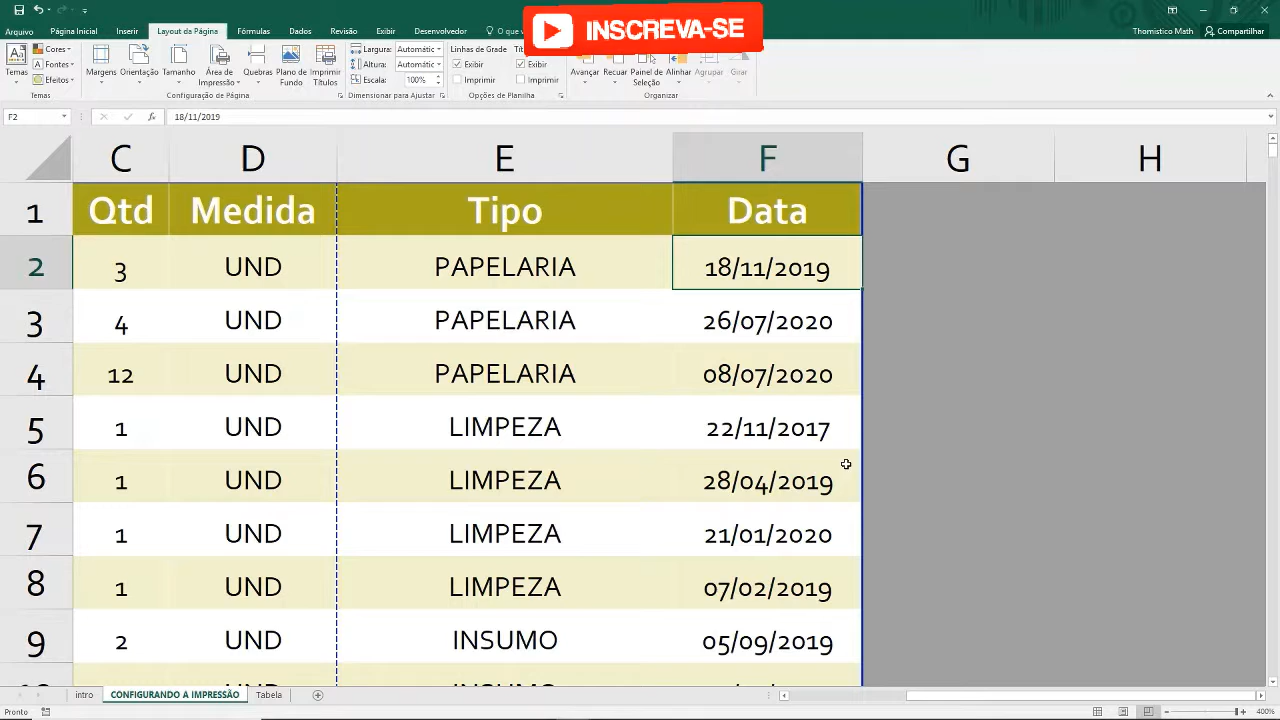 INSCREVA-SE
Arquivo Página Inicial Inserir Layout da Página Fórmulas Dados Revisão Exibir Desenvolvedor O que v
Thomistico Math Compartilhar
Temas Cores Fontes Efeitos
Margens Orientação Tamanho Área de Impressão Quebras Plano de Fundo Imprimir Títulos
Largura: Automátic
Altura: Automátic
Escala: 100%
Linhas de Grade
Exibir Exibir
Imprimir Imprimir
Avançar Recuar Painel de Seleção Alinhar Agrupar Girar
Temas Configuração de Página Dimensionar para Ajustar Opções de Planilha Organizar
F2 fx 18/11/2019
C D E F G H
1 Qtd Medida Tipo Data
2 3 UND PAPELARIA 18/11/2019
3 4 UND PAPELARIA 26/07/2020
4 12 UND PAPELARIA 08/07/2020
5 1 UND LIMPEZA 22/11/2017
6 1 UND LIMPEZA 28/04/2019
7 1 UND LIMPEZA 21/01/2020
8 1 UND LIMPEZA 07/02/2019
9 2 UND INSUMO 05/09/2019
intro CONFIGURANDO A IMPRESSÃO Tabela
Pronto 400%